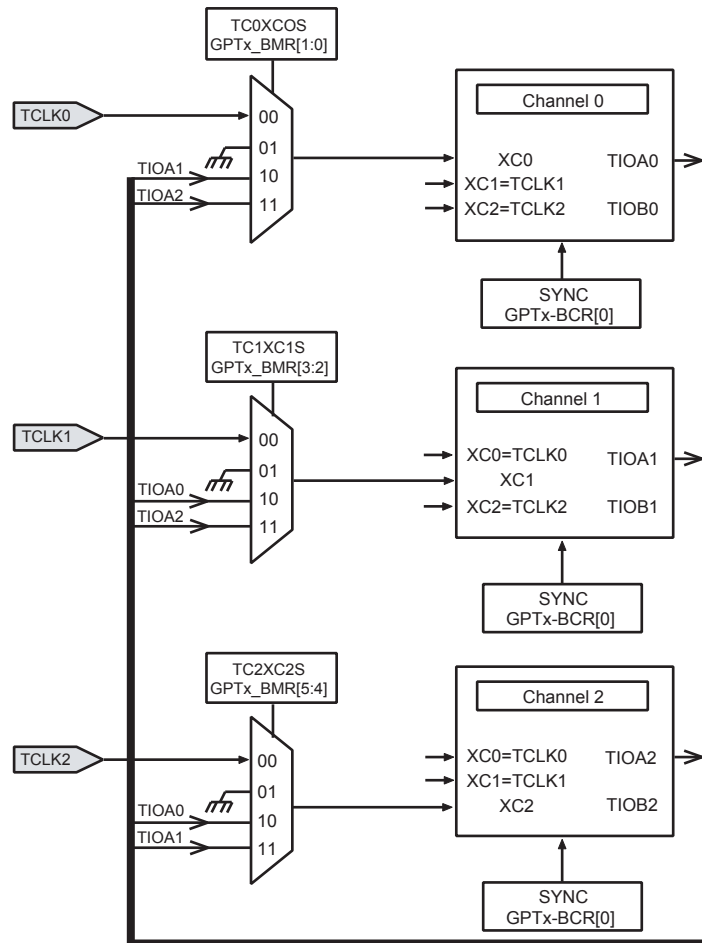 TC0XC0S
GPTx_BMR[1:0]
TCLK0
00
01
TIOA1
10
TIOA2
11
Channel 0
XC0
TIOA0
XC1=TCLK1
XC2=TCLK2
TIOB0
SYNC
GPTx-BCR[0]
TC1XC1S
GPTx_BMR[3:2]
TCLK1
00
01
TIOA0
10
TIOA2
11
Channel 1
XC0=TCLK0
TIOA1
XC1
XC2=TCLK2
TIOB1
SYNC
GPTx-BCR[0]
TC2XC2S
GPTx_BMR[5:4]
TCLK2
00
01
TIOA0
10
TIOA1
11
Channel 2
XC0=TCLK0
TIOA2
XC1=TCLK1
XC2
TIOB2
SYNC
GPTx-BCR[0]